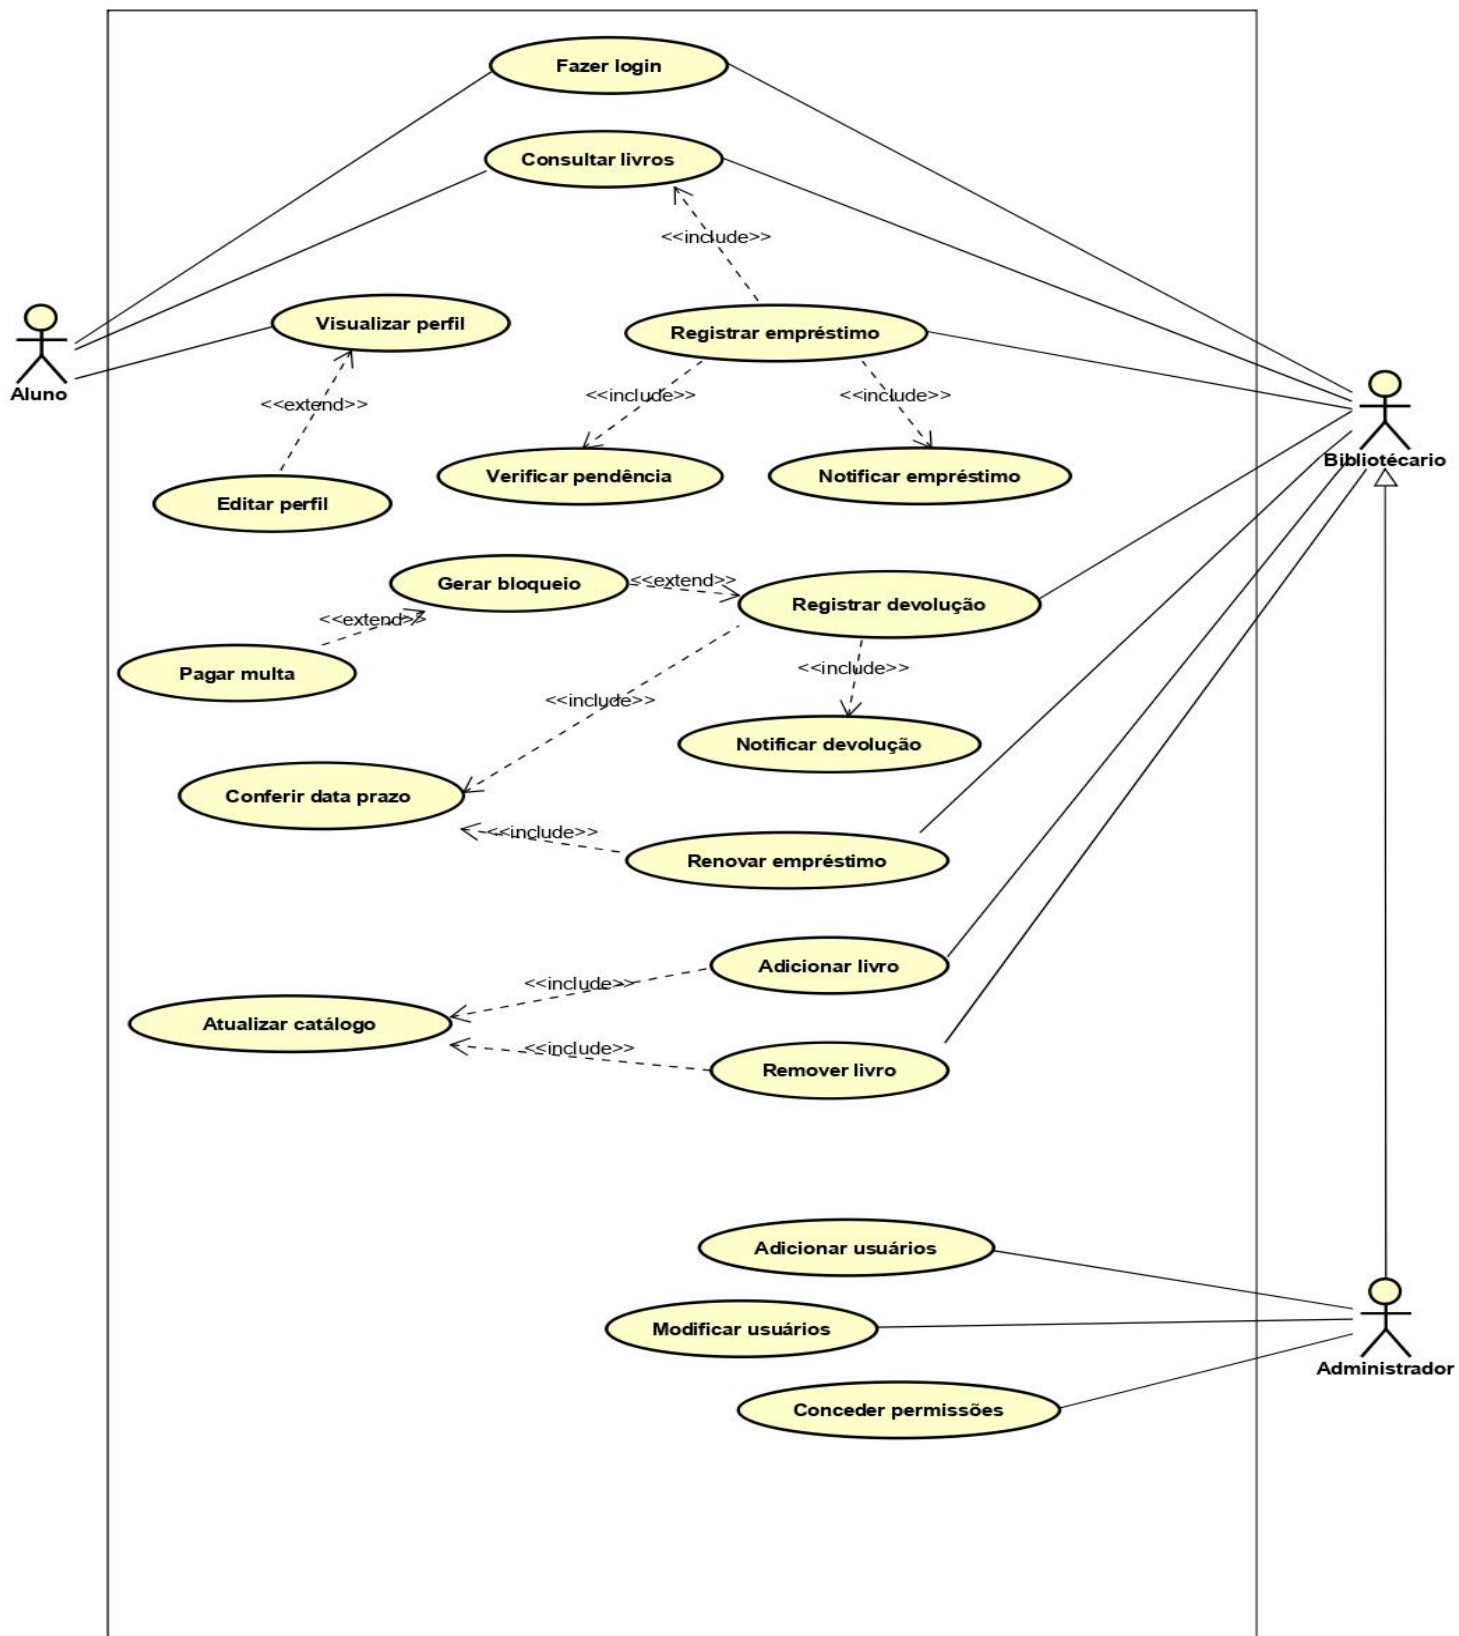 Fazer login
Consultar livros
<<include>>
Visualizar perfil
Registrar empréstimo
Aluno
<<extend>>
<<include>>
<<include>>
Bibliotécario
Verificar pendência
Notificar empréstimo
Editar perfil
Gerar bloqueio
<<extend>>
Registrar devolução
<<extend>>
Pagar multa
<<include>>
<<include>>
Notificar devolução
Conferir data prazo
<<include>>
Renovar empréstimo
Adicionar livro
<<include>>
Atualizar catálogo
<<include>>
Remover livro
Adicionar usuários
Modificar usuários
Administrador
Conceder permissões